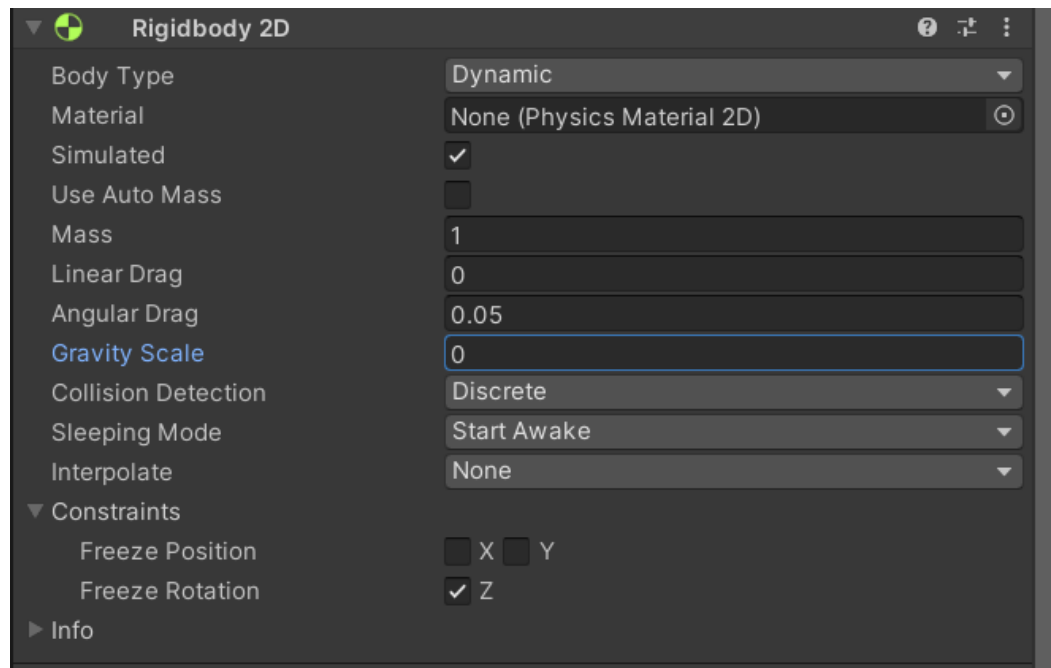 Rigidbody 2D
Body Type Dynamic
Material None (Physics Material 2D)
Simulated
Use Auto Mass
Mass 1
Linear Drag 0
Angular Drag 0.05
Gravity Scale 0
Collision Detection Discrete
Sleeping Mode Start Awake
Interpolate None
Constraints
Freeze Position X Y
Freeze Rotation Z
Info